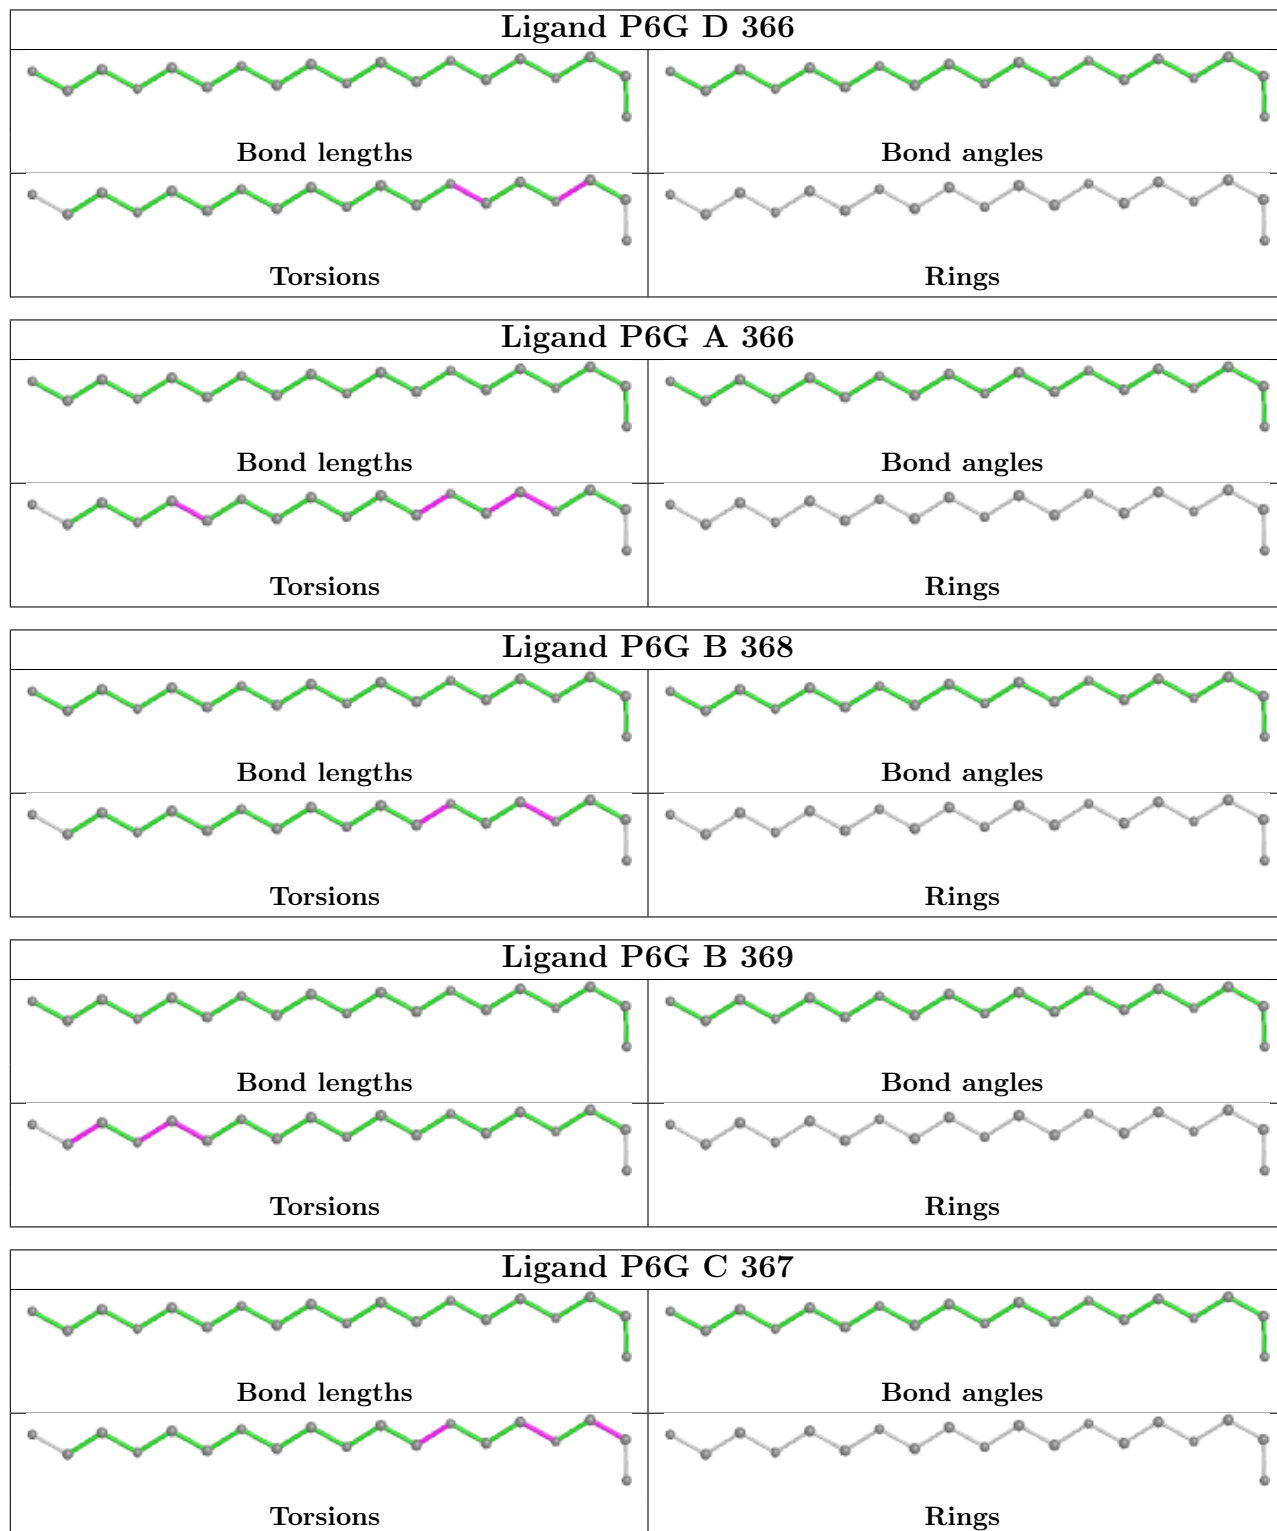 Ligand P6G D 366
Bond lengths
Bond angles
Torsions
Rings
Ligand P6G A 366
Bond lengths
Bond angles
Torsions
Rings
Ligand P6G B 368
Bond lengths
Bond angles
Torsions
Rings
Ligand P6G B 369
Bond lengths
Bond angles
Torsions
Rings
Ligand P6G C 367
Bond lengths
Bond angles
Torsions
Rings